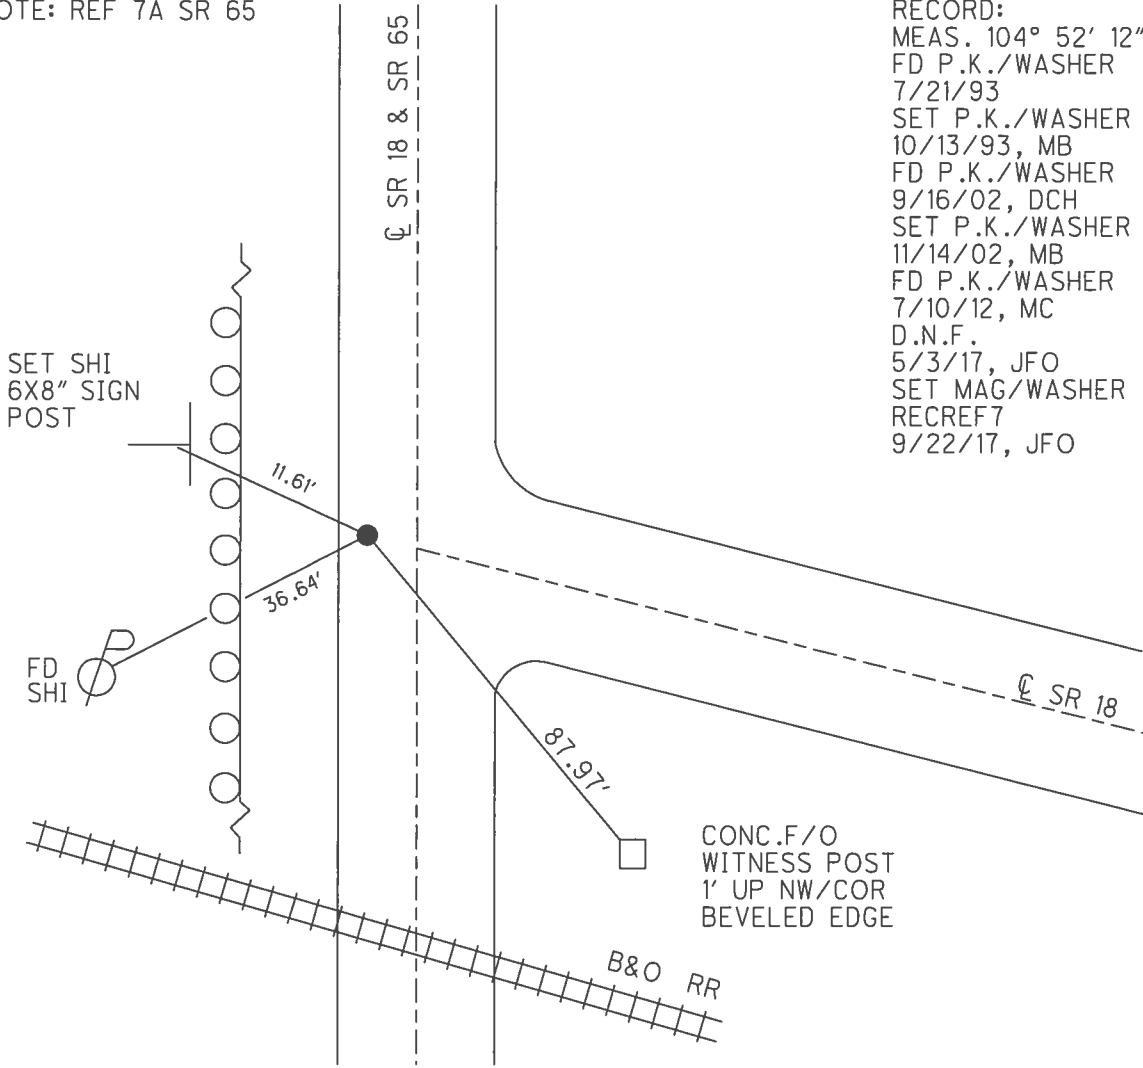 OTE: REF 7A SR 65
℄ SR 18 & SR 65
RECORD:
MEAS. 104° 52' 12"
FD P.K./WASHER
7/21/93
SET P.K./WASHER
10/13/93, MB
FD P.K./WASHER
9/16/02, DCH
SET P.K./WASHER
11/14/02, MB
FD P.K./WASHER
7/10/12, MC
D.N.F.
5/3/17, JFO
SET MAG/WASHER
RECREF7
9/22/17, JFO
SET SHI
6X8" SIGN
POST
11.61'
36.64'
FD
SHI
87.97'
℄ SR 18
CONC.F/O
WITNESS POST
1' UP NW/COR
BEVELED EDGE
B&O RR